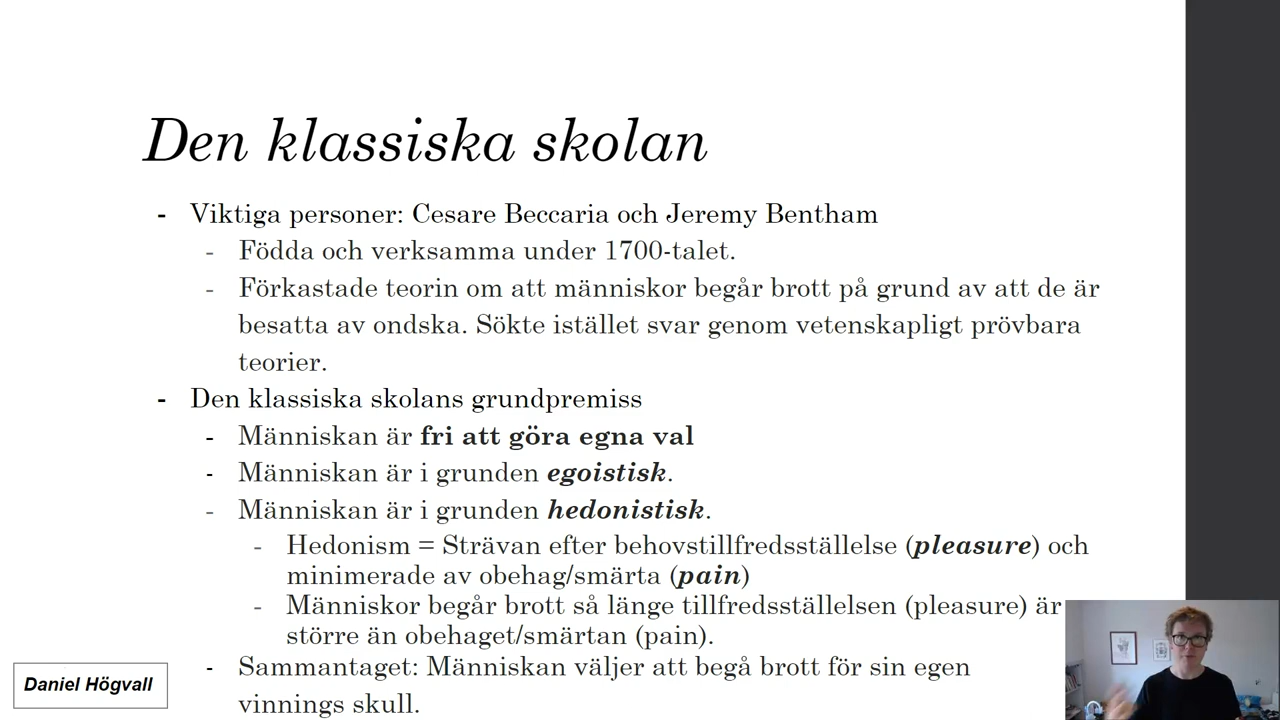 Den klassiska skolan
- Viktiga personer: Cesare Beccaria och Jeremy Bentham
- Födda och verksamma under 1700-talet.
- Förkastade teorin om att människor begår brott på grund av att de är
besatta av ondska. Sökte istället svar genom vetenskapligt prövbara
teorier.
- Den klassiska skolans grundpremiss
- Människan är fri att göra egna val
- Människan är i grunden egoistisk.
- Människan är i grunden hedonistisk.
- Hedonism = Strävan efter behovstillfredsställelse (pleasure) och
minimerade av obehag/smärta (pain)
- Människor begår brott så länge tillfredsställelsen (pleasure) är
större än obehaget/smärtan (pain).
- Sammantaget: Människan väljer att begå brott för sin egen
vinnings skull.
Daniel Högvall